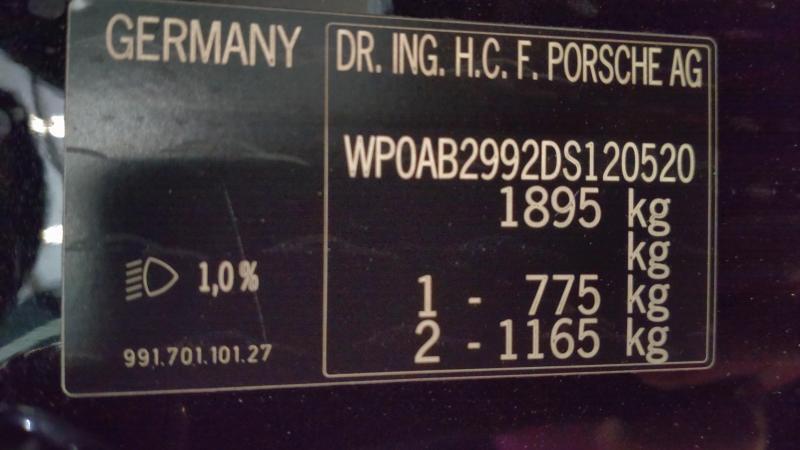 GERMANY
DR. ING. H.C. F. PORSCHE AG
WP0AB2992DS120520
1895 kg
kg
1 - 775 kg
2 - 1165 kg
1,0 %
991.701.101.27